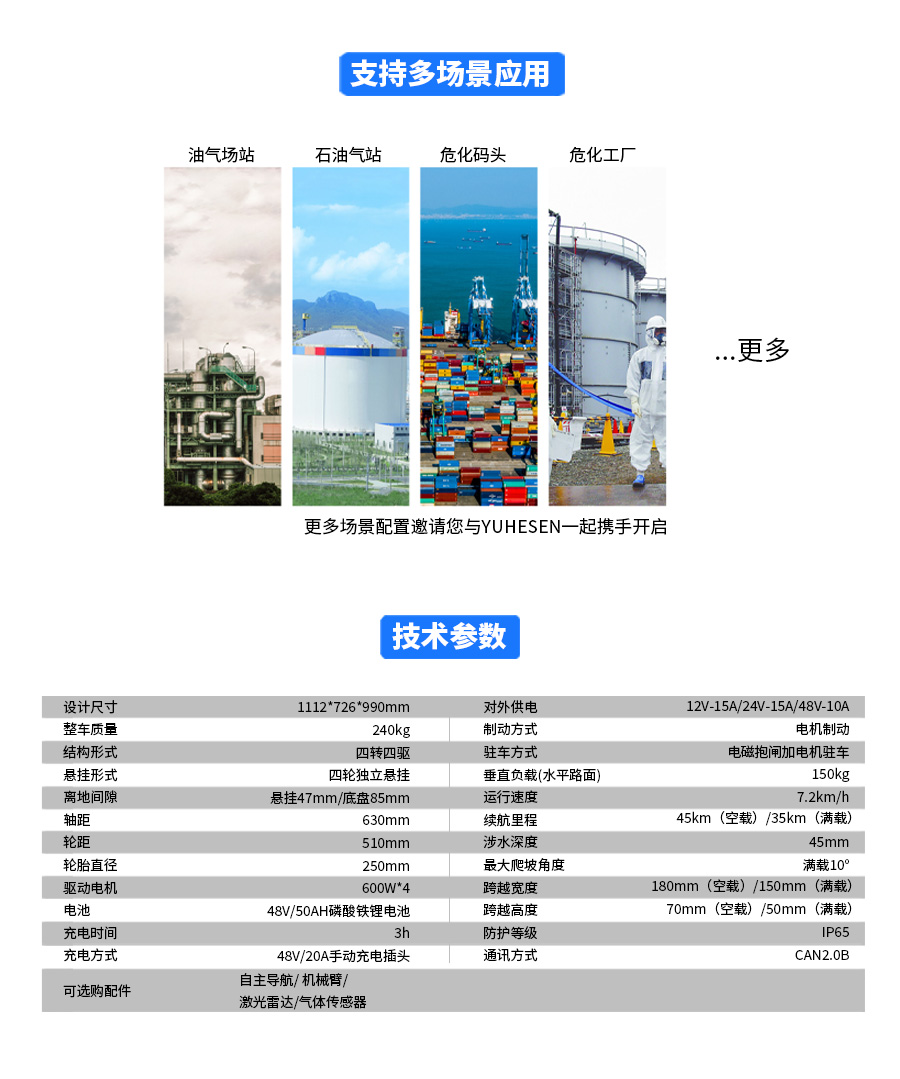 支持多场景应用
油气场站 石油气站 危化码头 危化工厂
...更多
更多场景配置邀请您与YUHESEN一起携手开启
技术参数
设计尺寸 1112*726*990mm 对外供电 12V-15A/24V-15A/48V-10A
整车质量 240kg 制动方式 电机制动
结构形式 四转四驱 驻车方式 电磁抱闸加电机驻车
悬挂形式 四轮独立悬挂 垂直负载(水平路面) 150kg
离地间隙 悬挂47mm/底盘85mm 运行速度 7.2km/h
轴距 630mm 续航里程 45km（空载）/35km（满载）
轮距 510mm 涉水深度 45mm
轮胎直径 250mm 最大爬坡角度 满载10°
驱动电机 600W*4 跨越宽度 180mm（空载）/150mm（满载）
电池 48V/50AH磷酸铁锂电池 跨越高度 70mm（空载）/50mm（满载）
充电时间 3h 防护等级 IP65
充电方式 48V/20A手动充电插头 通讯方式 CAN2.0B
可选购配件 自主导航/ 机械臂/
激光雷达/气体传感器